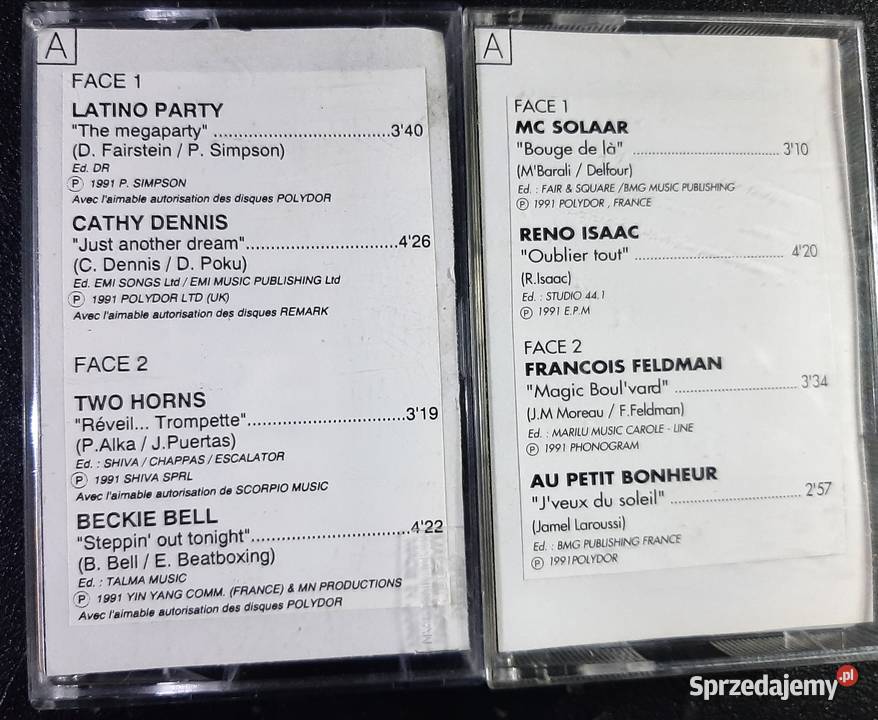 A
FACE 1
LATINO PARTY
"The megaparty" ..................................3'40
(D. Fairstein / P. Simpson)
Ed. DR
Ⓟ 1991 P. SIMPSON
Avec l'aimable autorisation des disques POLYDOR
CATHY DENNIS
"Just another dream".............................4'26
(C. Dennis / D. Poku)
Ed. EMI SONGS Ltd / EMI MUSIC PUBLISHING Ltd
Ⓟ 1991 POLYDOR LTD (UK)
Avec l'aimable autorisation des disques REMARK
FACE 2
TWO HORNS
"Réveil... Trompette"..............................3'19
(P.Alka / J.Puertas)
Ed. : SHIVA / CHAPPAS / ESCALATOR
Ⓟ 1991 SHIVA SPRL
Avec l'aimable autorisation de SCORPIO MUSIC
BECKIE BELL
"Steppin' out tonight"..............................4'22
(B. Bell / E. Beatboxing)
Ed. : TALMA MUSIC
Ⓟ 1991 YIN YANG COMM. (FRANCE) & MN PRODUCTIONS
Avec l'aimable autorisation des disques POLYDOR
A
FACE 1
MC SOLAAR
"Bouge de là" ................................ 3'10
(M'Barali / Delfour)
Ed. : FAIR & SQUARE /BMG MUSIC PUBLISHING
Ⓟ 1991 POLYDOR , FRANCE
RENO ISAAC
"Oublier tout" ................................ 4'20
(R.Isaac)
Ed. : STUDIO 44.1
Ⓟ 1991 E.P.M
FACE 2
FRANCOIS FELDMAN
"Magic Boul'vard" ........................... 3'34
(J.M Moreau / F.Feldman)
Ed. : MARILU MUSIC CAROLE - LINE
Ⓟ 1991 PHONOGRAM
AU PETIT BONHEUR
"J'veux du soleil" ............................. 2'57
(Jamel Laroussi)
Ed. : BMG PUBLISHING FRANCE
Ⓟ 1991POLYDOR
Sprzedajemy.pl